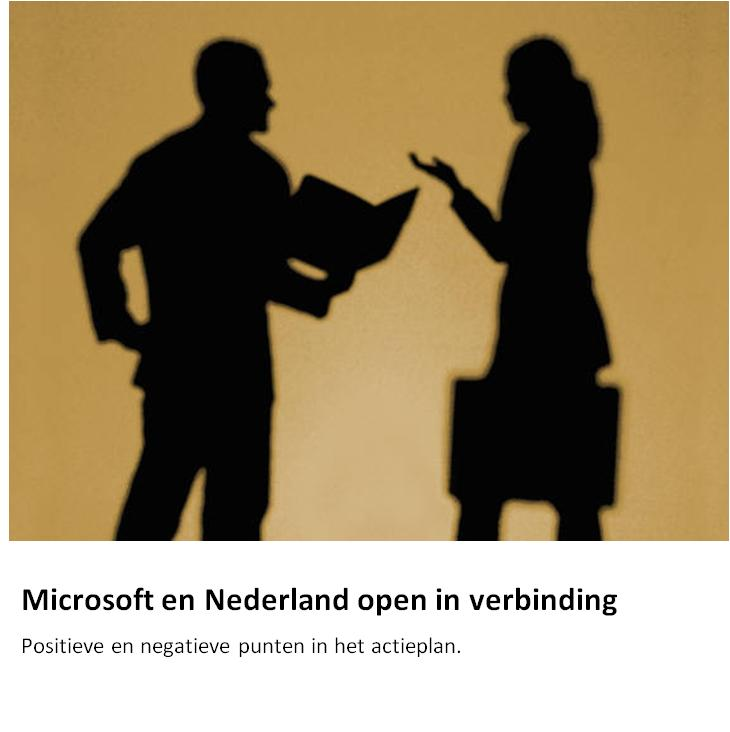 Microsoft en Nederland open in verbinding
Positieve en negatieve punten in het actieplan.